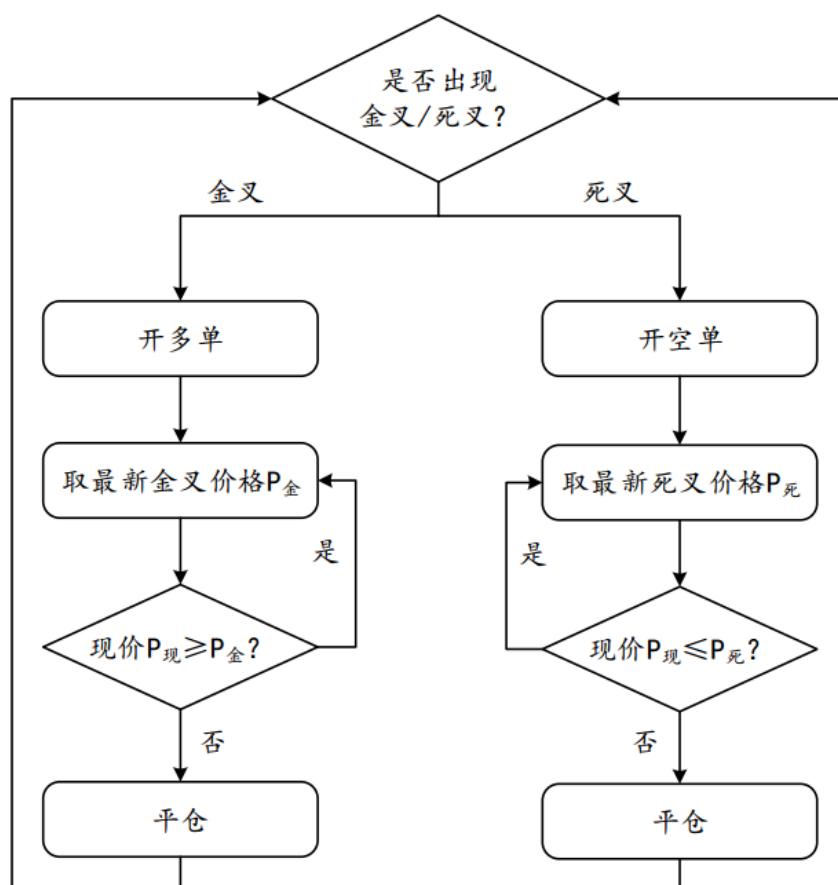 是否出现
金叉/死叉?
金叉
死叉
开多单
开空单
取最新金叉价格P金
取最新死叉价格P死
是
是
现价P现≥P金?
现价P现≤P死?
否
否
平仓
平仓